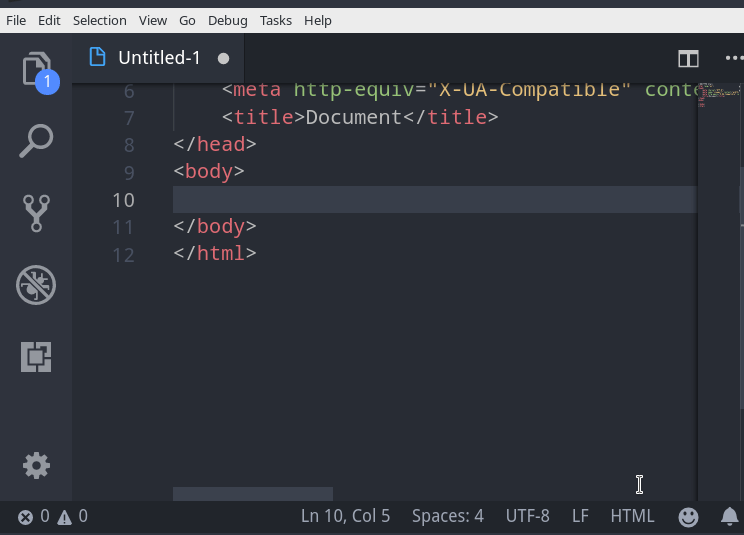 File Edit Selection View Go Debug Tasks Help
1
Untitled-1
6 <meta http-equiv="X-UA-Compatible" conte
7 <title>Document</title>
8 </head>
9 <body>
10
11 </body>
12 </html>
0 0 Ln 10, Col 5 Spaces: 4 UTF-8 LF HTML